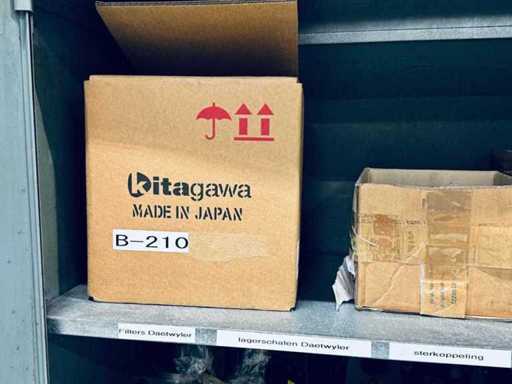 kitagawa
MADE IN JAPAN
B-210
Filters Daetwyler
lagerschalen Daetwyler
sterkoppeling